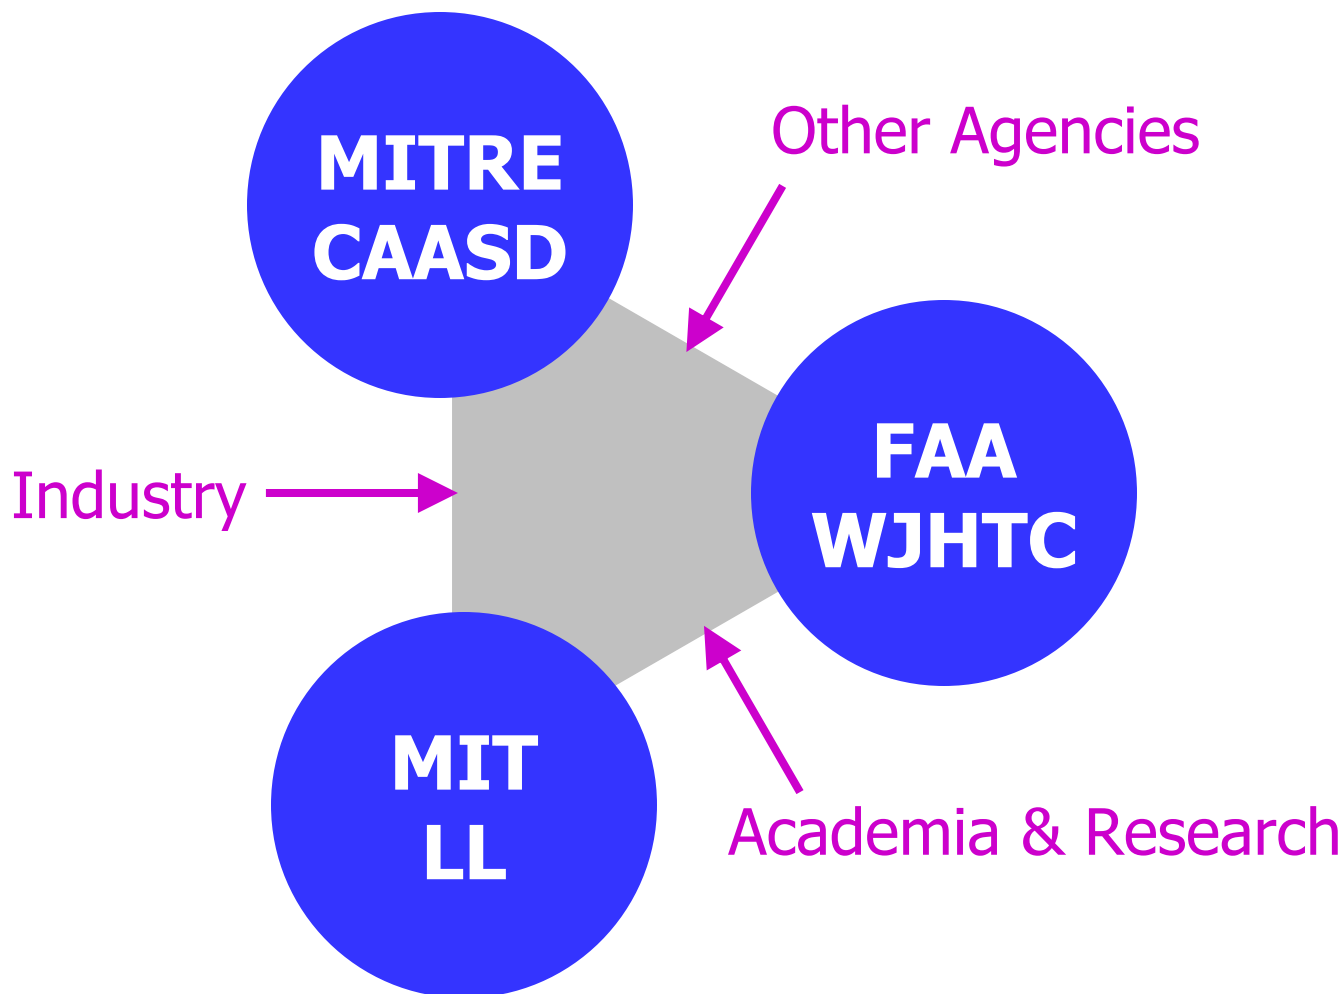 MITRE
CAASD
Other Agencies
FAA
WJHTC
Industry
MIT
LL
Academia & Research